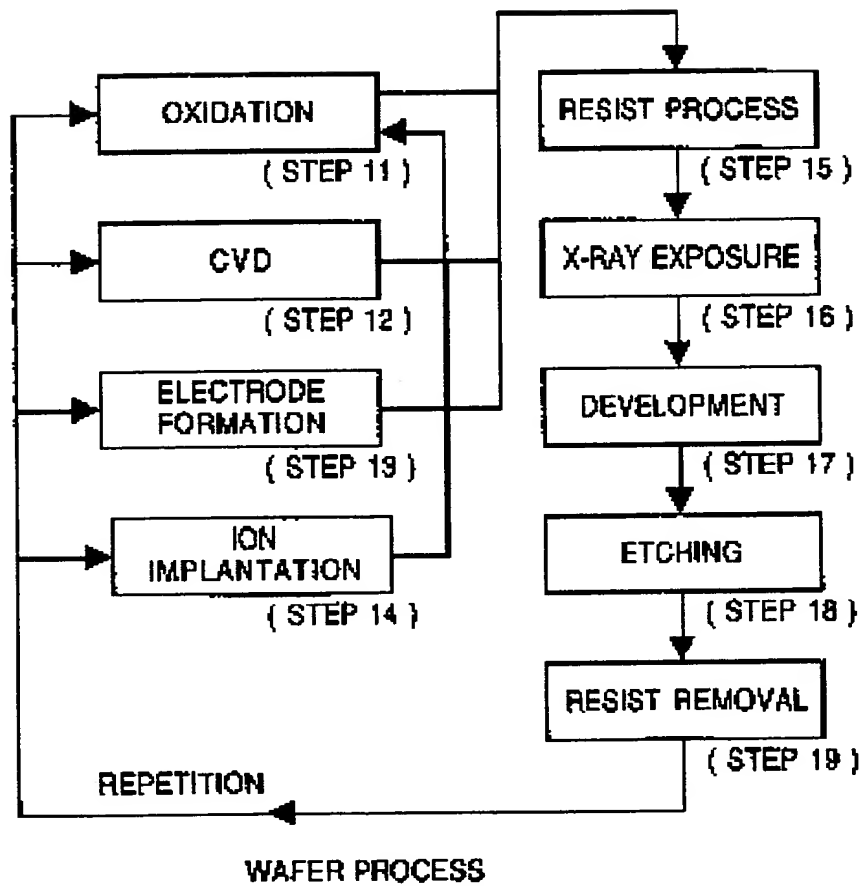 OXIDATION
( STEP 11 )
CVD
( STEP 12 )
ELECTRODE
FORMATION
( STEP 13 )
ION
IMPLANTATION
( STEP 14 )
RESIST PROCESS
( STEP 15 )
X-RAY EXPOSURE
( STEP 16 )
DEVELOPMENT
( STEP 17 )
ETCHING
( STEP 18 )
RESIST REMOVAL
( STEP 19 )
REPETITION
WAFER PROCESS